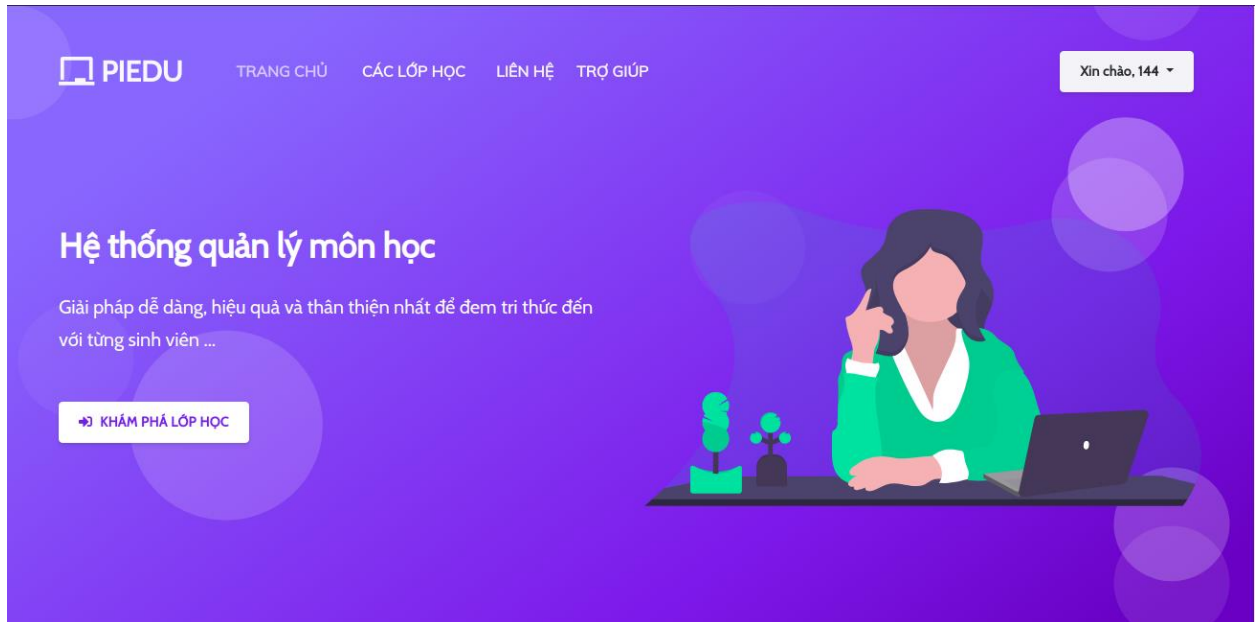 PIEDU
TRANG CHỦ CÁC LỚP HỌC LIÊN HỆ TRỢ GIÚP
Xin chào, 144
Hệ thống quản lý môn học
Giải pháp dễ dàng, hiệu quả và thân thiện nhất để đem tri thức đến
với từng sinh viên ...
KHÁM PHÁ LỚP HỌC